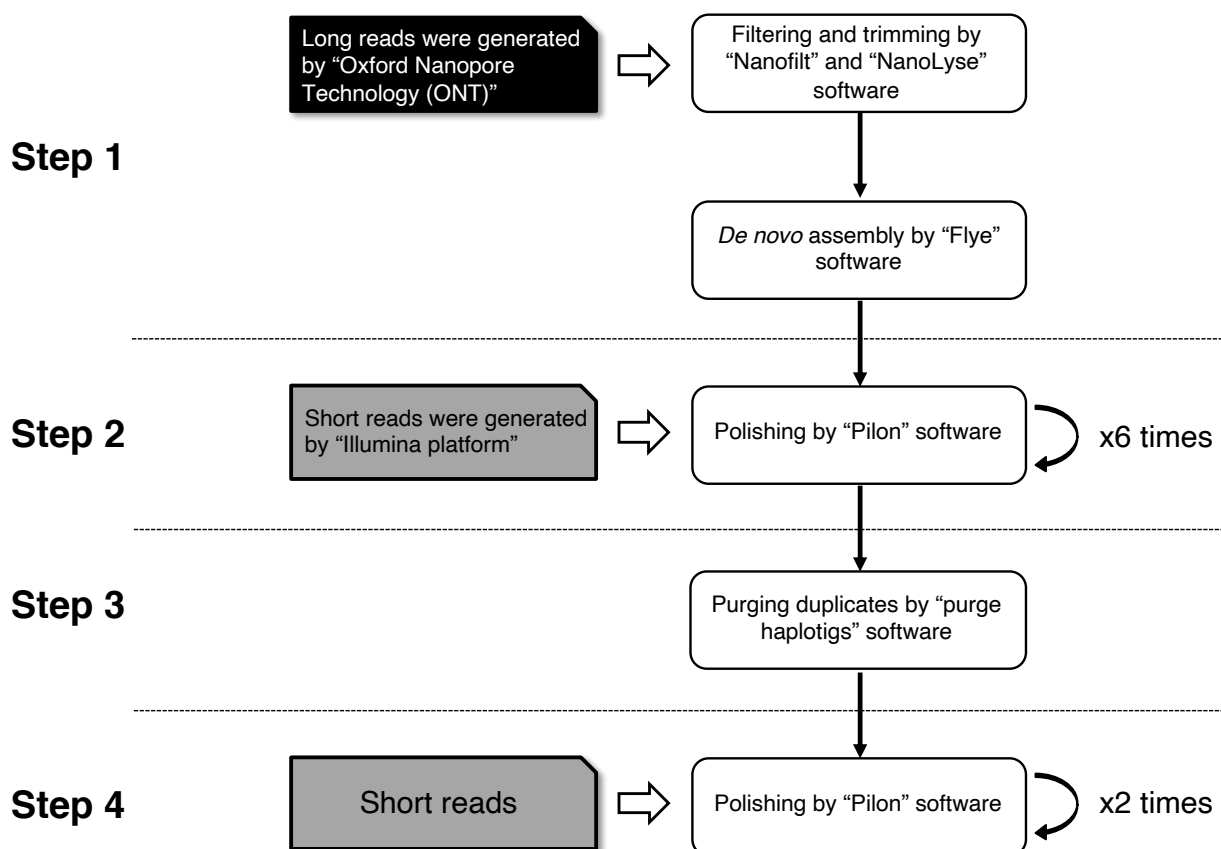 Long reads were generated
by “Oxford Nanopore
Technology (ONT)”
Filtering and trimming by
“Nanofilt” and “NanoLyse”
software
Step 1
De novo assembly by “Flye”
software
Step 2
Short reads were generated
by “Illumina platform”
Polishing by “Pilon” software
x6 times
Step 3
Purging duplicates by “purge
haplotigs” software
Step 4
Short reads
Polishing by “Pilon” software
x2 times